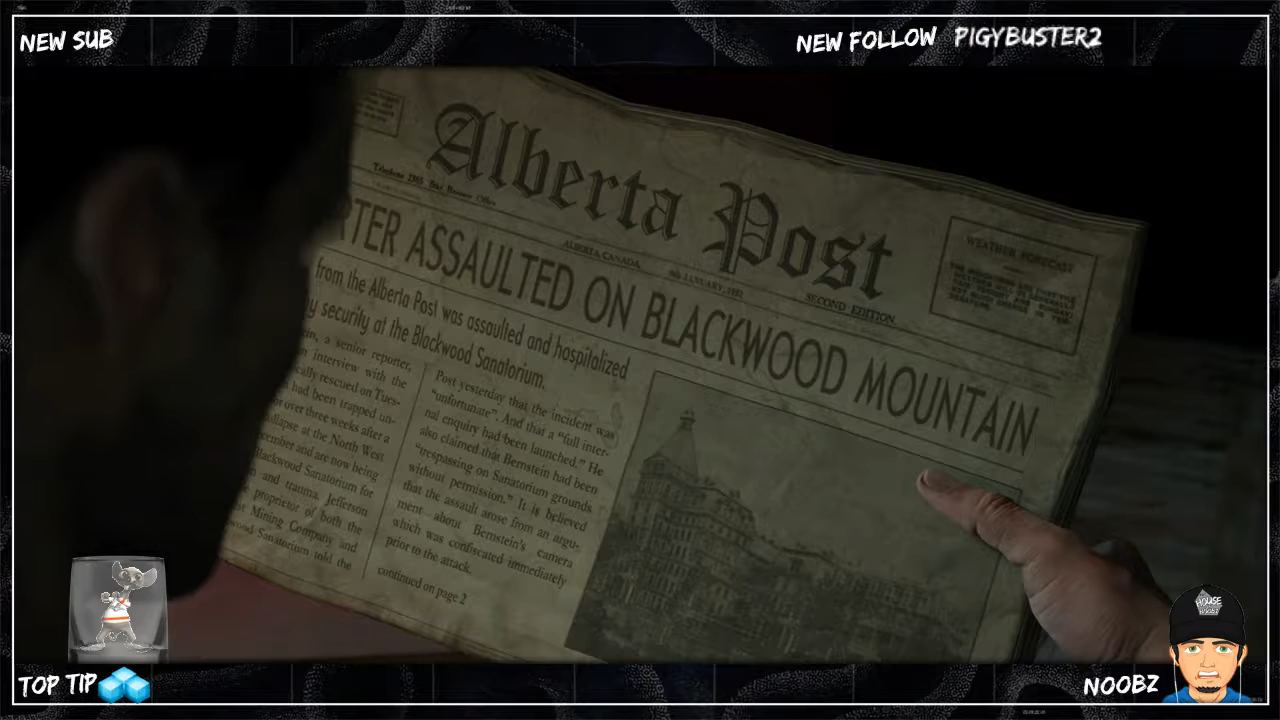 NEW SUB
NEW FOLLOW PIGYBUSTER2
Alberta Post
ALBERTA, CANADA
SECOND EDITION
WEATHER FORECAST
RTER ASSAULTED ON BLACKWOOD MOUNTAIN
from the Alberta Post was assaulted and hospitalized
y security at the Blackwood Sanatorium.
in, a senior reporter,
n interview with the
cally rescued on Tues-
had been trapped un-
or over three weeks after a
ollapse at the North West
ecember and are now being
Blackwood Sanatorium for
and trauma. Jefferson
proprietor of both the
st Mining Company and
wood Sanatorium told the
Post yesterday that the incident was
"unfortunate". And that a "full inter-
nal enquiry had been launched." He
also claimed that Bernstein had been
"trespassing on Sanatorium grounds
without permission." It is believed
that the assault arose from an argu-
ment about Bernstein's camera
which was confiscated immediately
prior to the attack.
continued on page 2
HOUSE
TOP TIP
NOOBZ